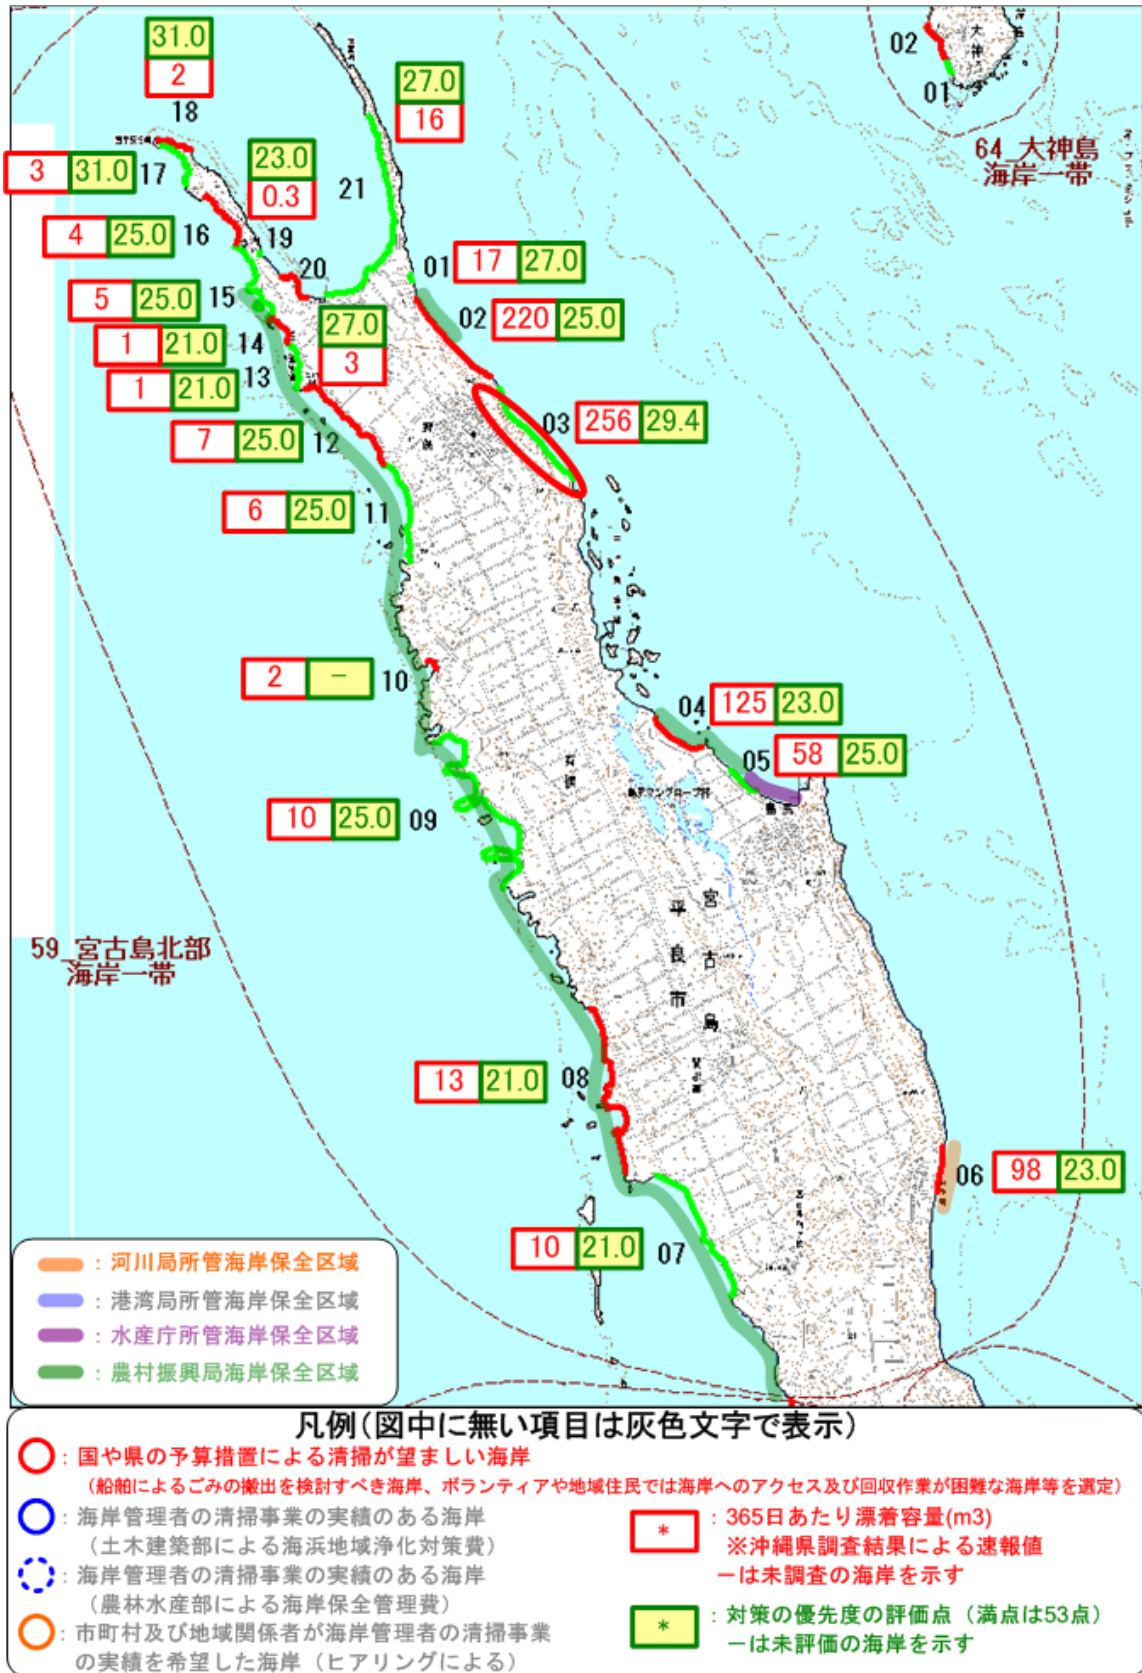 31.0
2
18
27.0
16
02
大神
01
64_大神島
海岸一帯
3 31.0 17
23.0
0.3
21
4 25.0 16
19
20
01 17 27.0
5 25.0 15
02 220 25.0
1 21.0 14
27.0
3
1 21.0 13
03 256 29.4
7 25.0 12
6 25.0 11
2 － 10
04 125 23.0
05 58 25.0
10 25.0 09
宮古島
平良市
59_宮古島北部
海岸一帯
13 21.0 08
06 98 23.0
10 21.0 07
：河川局所管海岸保全区域
：港湾局所管海岸保全区域
：水産庁所管海岸保全区域
：農村振興局海岸保全区域
凡例(図中に無い項目は灰色文字で表示)
：国や県の予算措置による清掃が望ましい海岸
（船舶によるごみの搬出を検討すべき海岸、ボランティアや地域住民では海岸へのアクセス及び回収作業が困難な海岸等を選定）
：海岸管理者の清掃事業の実績のある海岸
（土木建築部による海浜地域浄化対策費）
：海岸管理者の清掃事業の実績のある海岸
（農林水産部による海岸保全管理費）
：市町村及び地域関係者が海岸管理者の清掃事業
の実績を希望した海岸（ヒアリングによる）
* ：365日あたり漂着容量(m3)
※沖縄県調査結果による速報値
－は未調査の海岸を示す
* ：対策の優先度の評価点（満点は53点）
－は未評価の海岸を示す